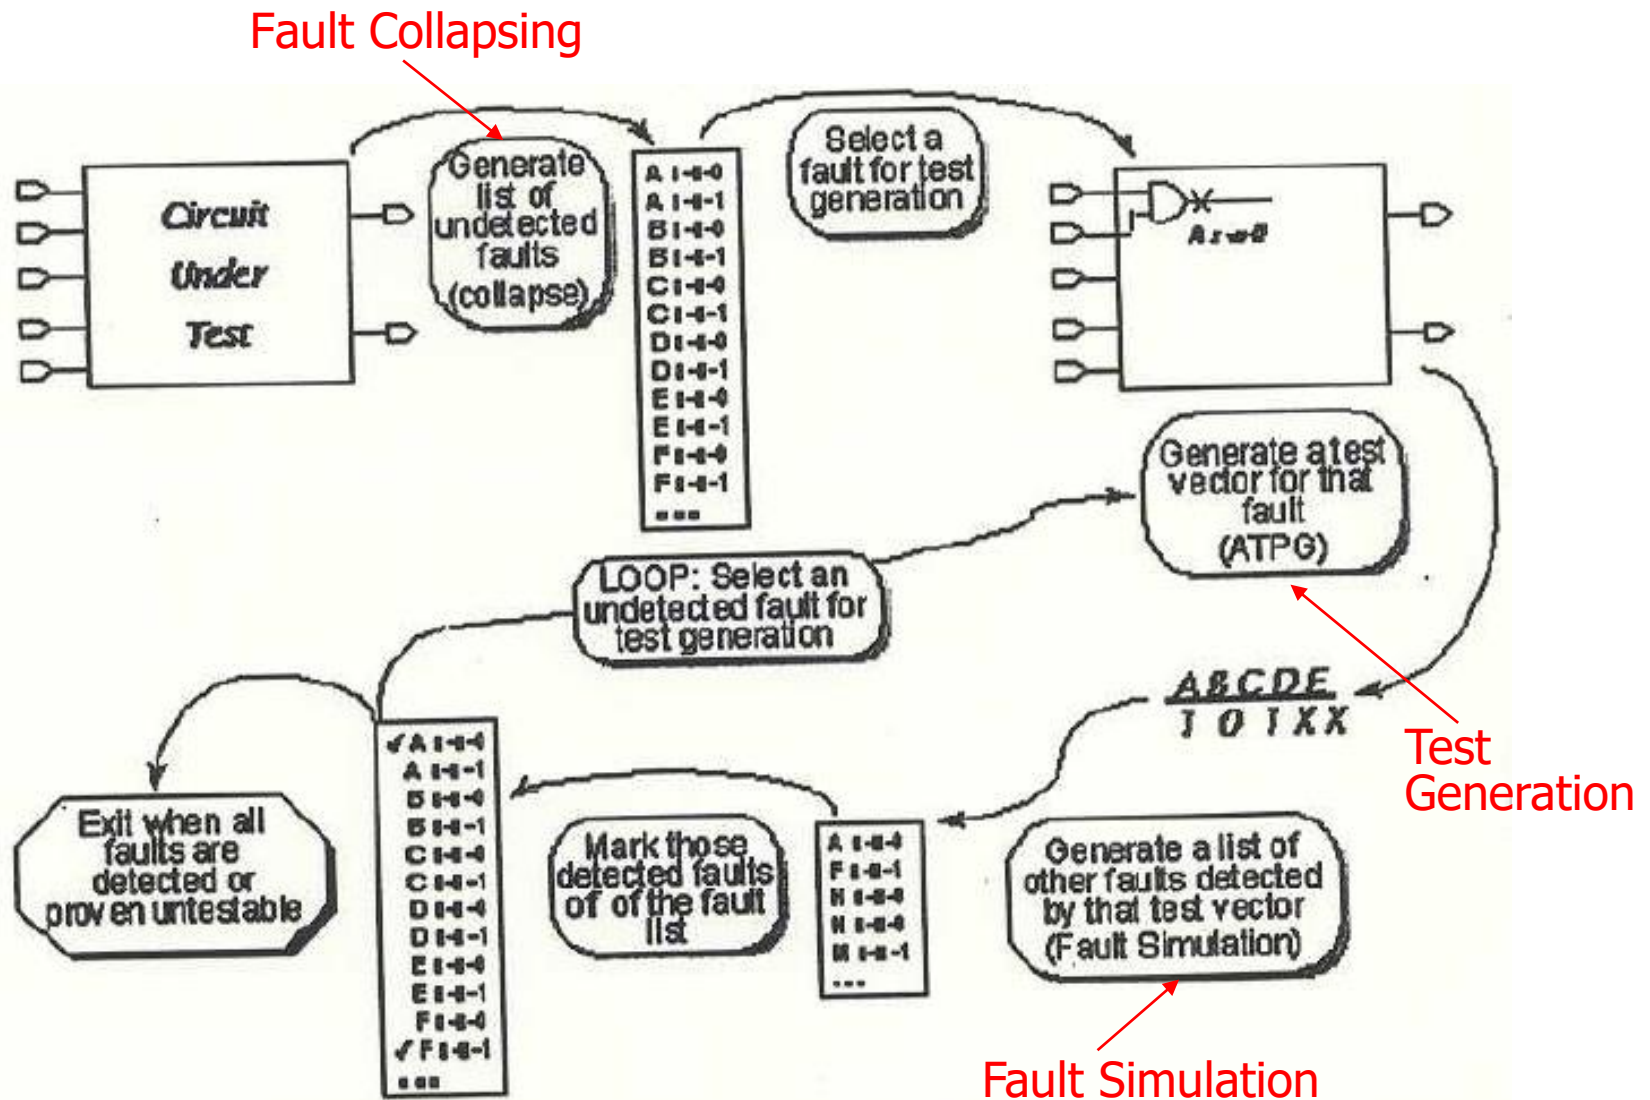 Fault Collapsing
Circuit
Under
Test
Generate
list of
undetected
faults
(collapse)
A s-a-0
A s-a-1
B s-a-0
B s-a-1
C s-a-0
C s-a-1
D s-a-0
D s-a-1
E s-a-0
E s-a-1
F s-a-0
F s-a-1
...
Select a
fault for test
generation
A s-a-0
Generate a test
vector for that
fault
(ATPG)
LOOP: Select an
undetected fault for
test generation
ABCDE
1 0 1 X X
Test
Generation
Exit when all
faults are
detected or
proven untestable
✓ A s-a-0
A s-a-1
B s-a-0
B s-a-1
C s-a-0
C s-a-1
D s-a-0
D s-a-1
E s-a-0
E s-a-1
F s-a-0
✓ F s-a-1
...
Mark those
detected faults
of of the fault
list
A s-a-0
F s-a-1
H s-a-0
N s-a-0
M s-a-1
...
Generate a list of
other faults detected
by that test vector
(Fault Simulation)
Fault Simulation